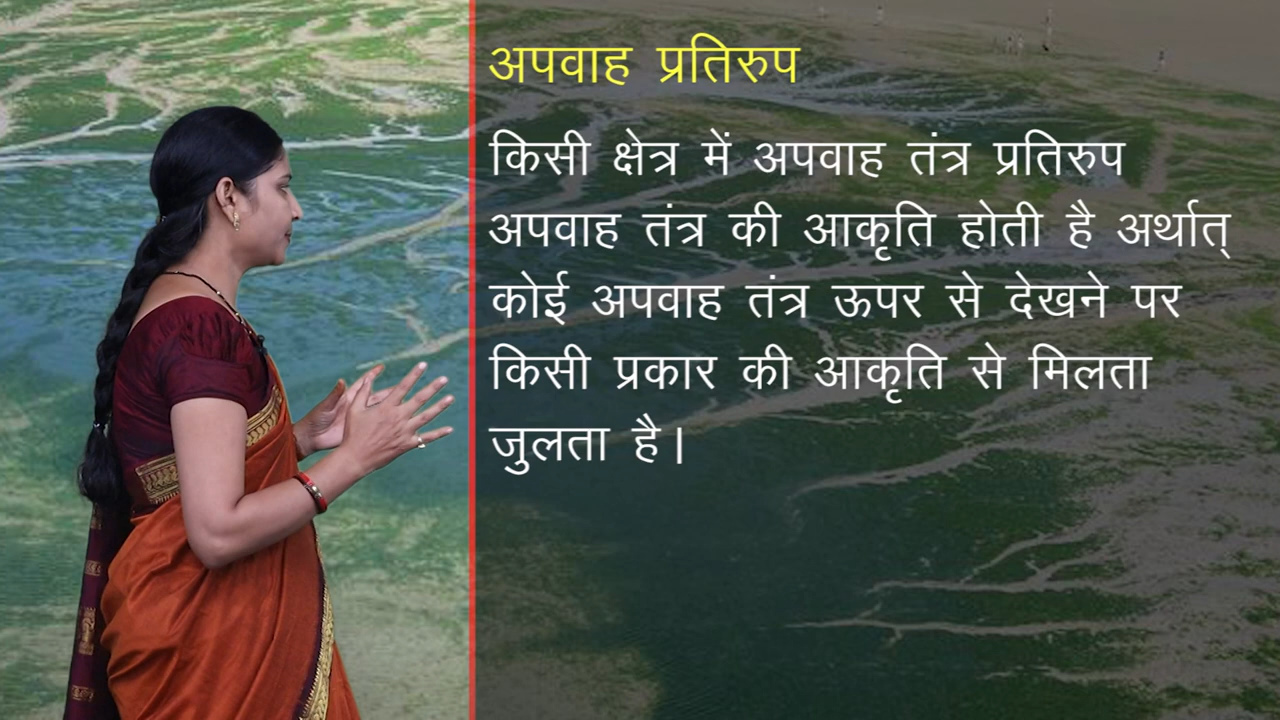 अपवाह प्रतिरुप
किसी क्षेत्र में अपवाह तंत्र प्रतिरुप
अपवाह तंत्र की आकृति होती है अर्थात्
कोई अपवाह तंत्र ऊपर से देखने पर
किसी प्रकार की आकृति से मिलता
जुलता है।